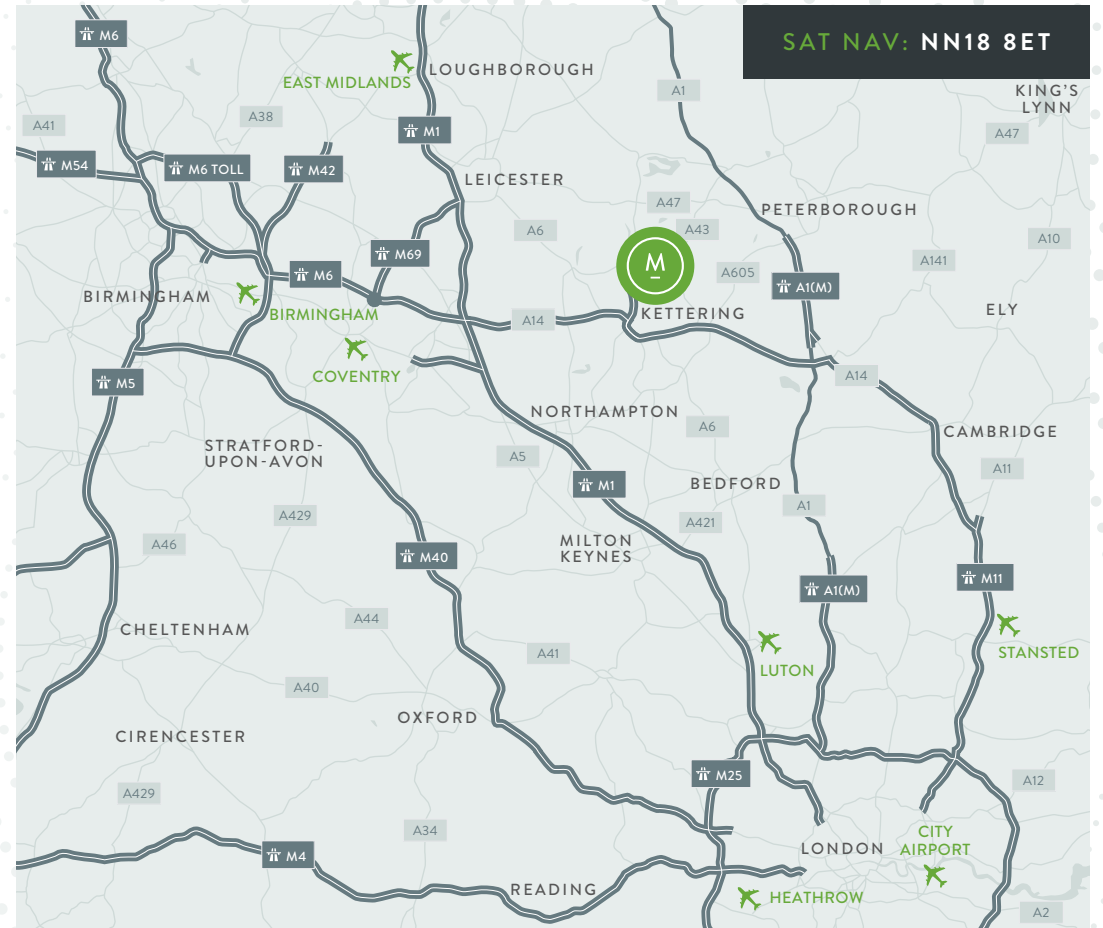 SAT NAV: NN18 8ET
M6
EAST MIDLANDS
LOUGHBOROUGH
A1
KING'S
LYNN
A41
A38
M1
A47
M54
M6 TOLL
M42
LEICESTER
A47
PETERBOROUGH
A6
A43
A10
M69
M
A605
A141
M6
A1(M)
BIRMINGHAM
BIRMINGHAM
KETTERING
ELY
A14
COVENTRY
M5
A14
NORTHAMPTON
A6
CAMBRIDGE
STRATFORD-
UPON-AVON
A5
A11
M1
BEDFORD
A1
A429
A421
A46
MILTON
KEYNES
M40
M11
A1(M)
A44
CHELTENHAM
STANSTED
A41
LUTON
A40
OXFORD
CIRENCESTER
M25
A12
A429
A34
CITY
AIRPORT
LONDON
M4
READING
HEATHROW
A2